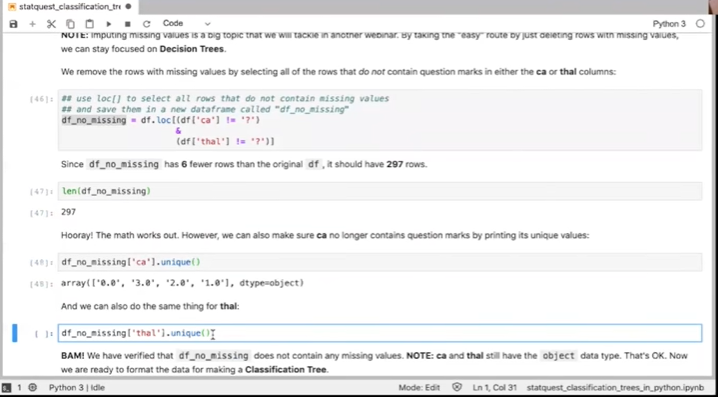 statquest_classification_tre
Code
Python 3
NOTE: Imputing missing values is a big topic that we will tackle in another webinar. By taking the "easy" route by just deleting rows with missing values,
we can stay focused on Decision Trees.
We remove the rows with missing values by selecting all of the rows that do not contain question marks in either the ca or thal columns:
[46]: ## use loc[] to select all rows that do not contain missing values
## and save them in a new dataframe called "df_no_missing"
df_no_missing = df.loc[(df['ca'] != '?')
&
(df['thal'] != '?')]
Since df_no_missing has 6 fewer rows than the original df, it should have 297 rows.
[47]: len(df_no_missing)
[47]: 297
Hooray! The math works out. However, we can also make sure ca no longer contains question marks by printing its unique values:
[48]: df_no_missing['ca'].unique()
[48]: array(['0.0', '3.0', '2.0', '1.0'], dtype=object)
And we can also do the same thing for thal:
[ ]: df_no_missing['thal'].unique()
BAM! We have verified that df_no_missing does not contain any missing values. NOTE: ca and thal still have the object data type. That's OK. Now
we are ready to format the data for making a Classification Tree.
1 Python 3 | Idle Mode: Edit Ln 1, Col 31 statquest_classification_trees_in_python.ipynb